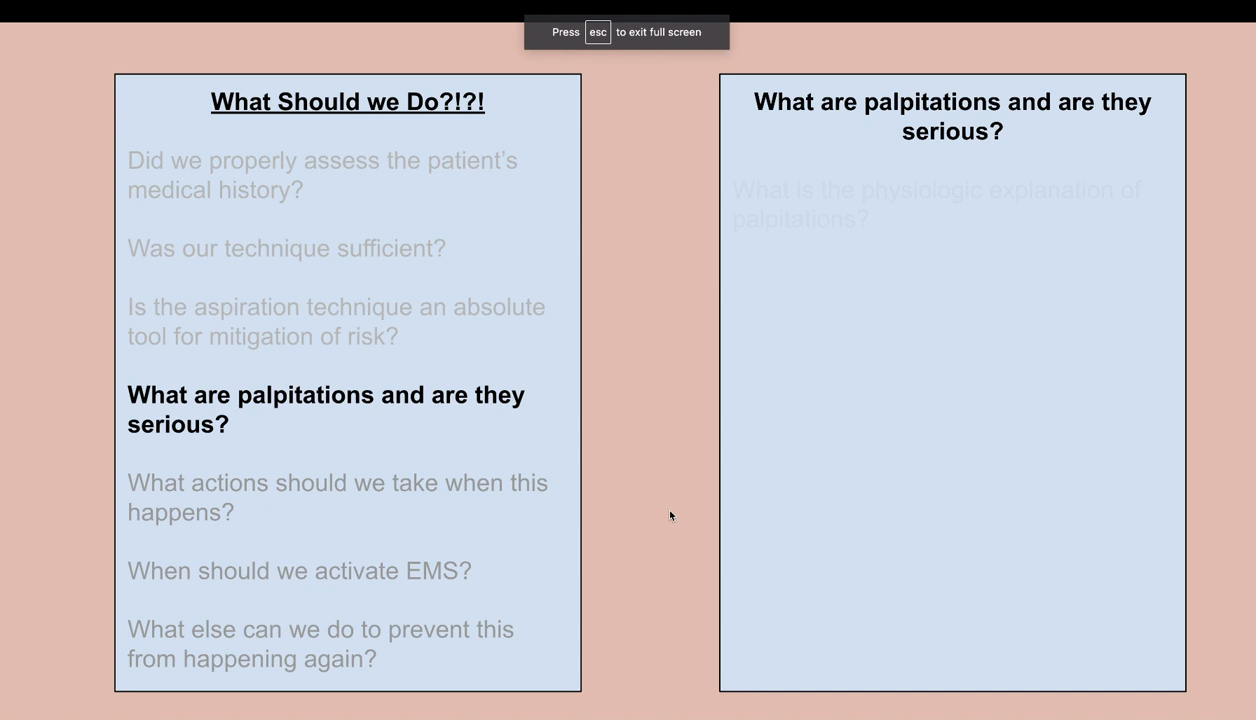 Press esc to exit full screen
What Should we Do?!?!
Did we properly assess the patient’s
medical history?
Was our technique sufficient?
Is the aspiration technique an absolute
tool for mitigation of risk?
What are palpitations and are they
serious?
What actions should we take when this
happens?
When should we activate EMS?
What else can we do to prevent this
from happening again?
What are palpitations and are they
serious?
What is the physiologic explanation of
palpitations?